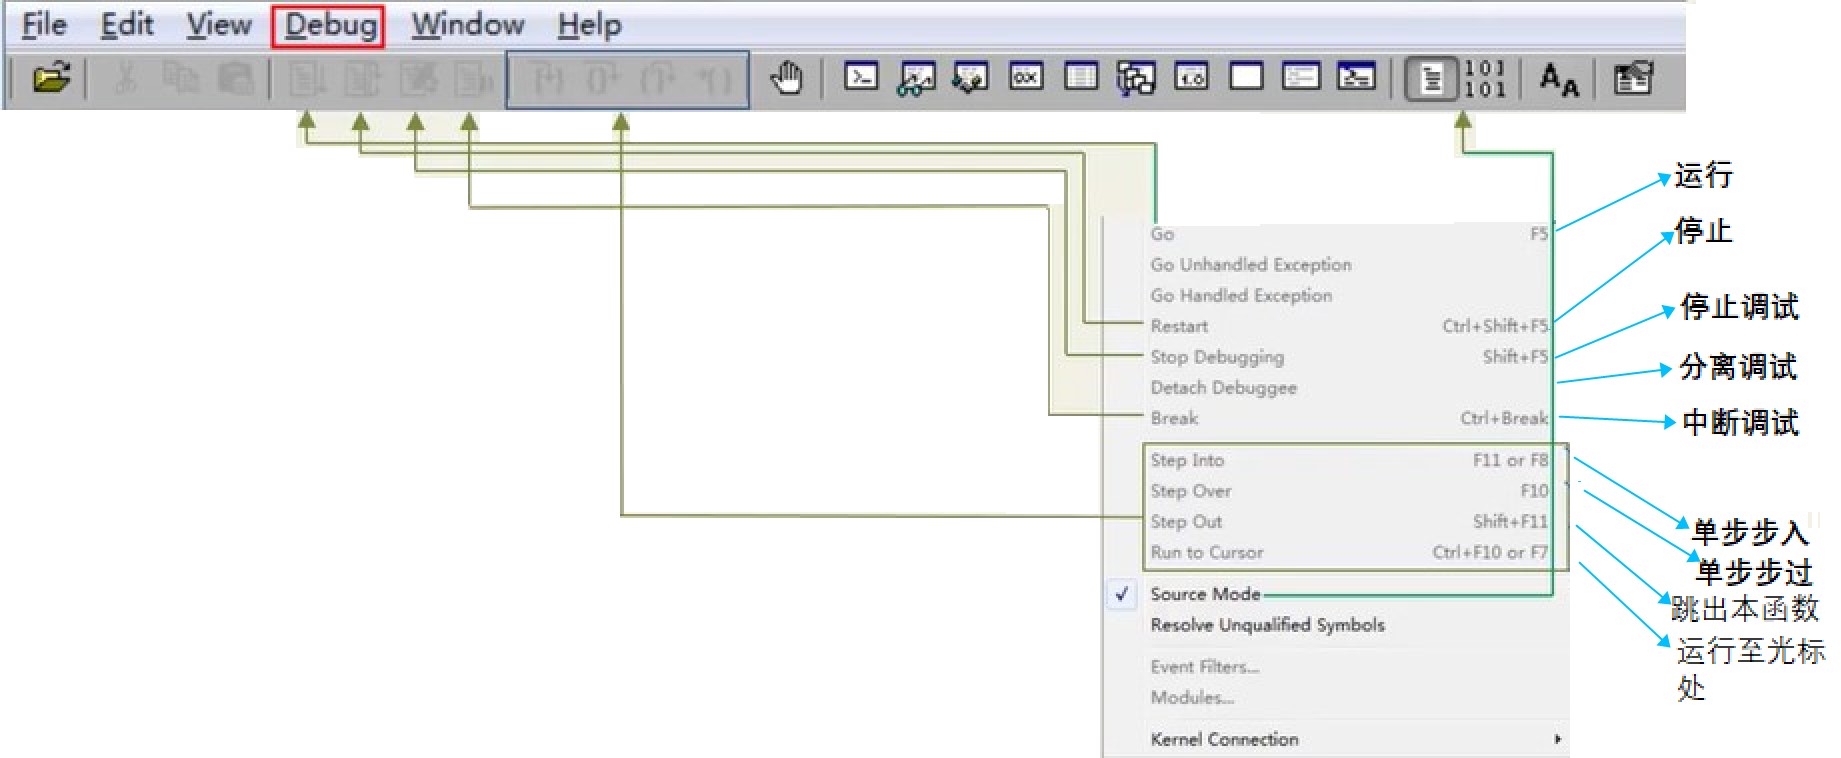 File Edit View Debug Window Help
101
101
AA
Go F5
Go Unhandled Exception
Go Handled Exception
Restart Ctrl+Shift+F5
Stop Debugging Shift+F5
Detach Debuggee
Break Ctrl+Break
Step Into F11 or F8
Step Over F10
Step Out Shift+F11
Run to Cursor Ctrl+F10 or F7
Source Mode
Resolve Unqualified Symbols
Event Filters...
Modules...
Kernel Connection
运行
停止
停止调试
分离调试
中断调试
单步步入
单步步过
跳出本函数
运行至光标
处